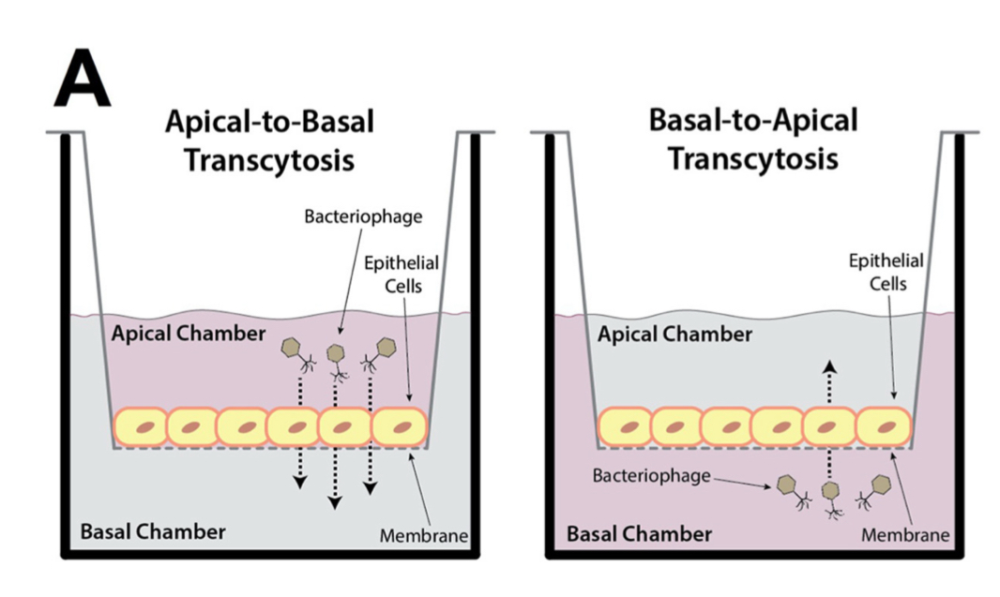 A
Apical-to-Basal
Transcytosis
Bacteriophage
Epithelial
Cells
Apical Chamber
Basal Chamber
Membrane
Basal-to-Apical
Transcytosis
Epithelial
Cells
Apical Chamber
Bacteriophage
Basal Chamber
Membrane